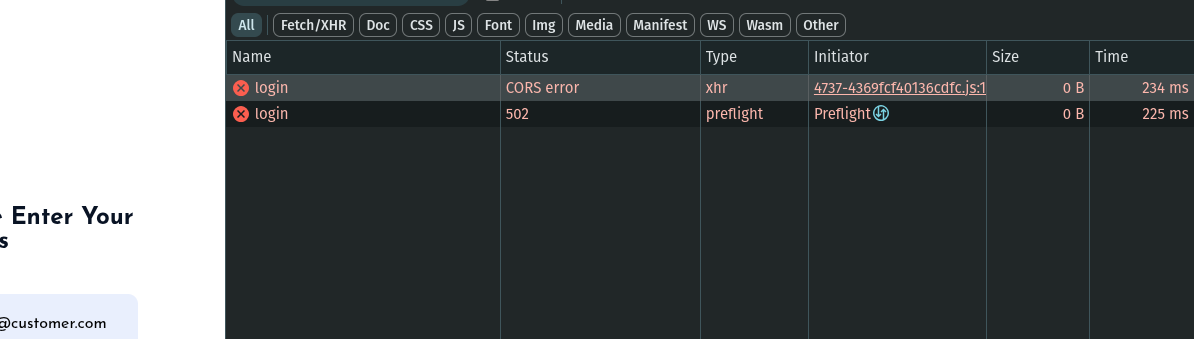 All Fetch/XHR Doc CSS JS Font Img Media Manifest WS Wasm Other
Name Status Type Initiator Size Time
login CORS error xhr 4737-4369fcf40136cdfc.js:1 0 B 234 ms
login 502 preflight Preflight 0 B 225 ms
Enter Your
s
@customer.com